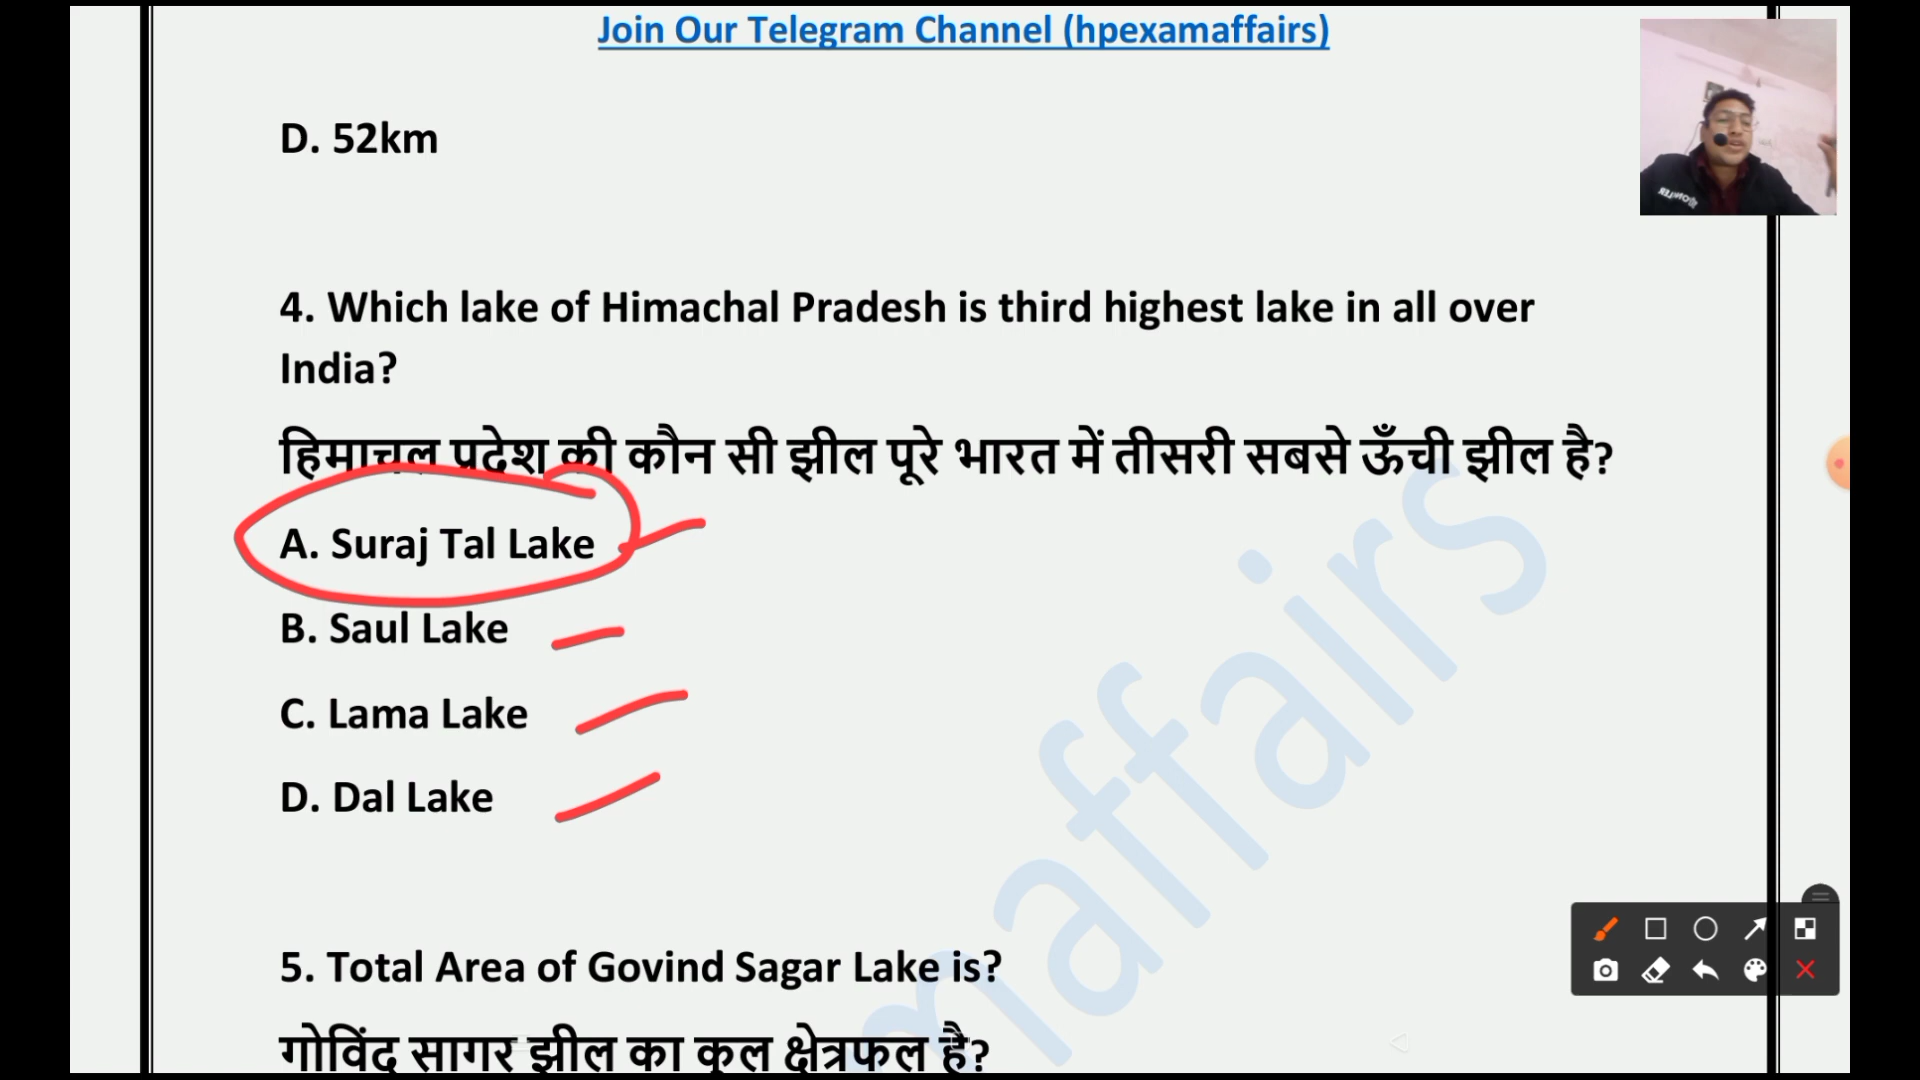 Join Our Telegram Channel (hpexamaffairs)
D. 52km
4. Which lake of Himachal Pradesh is third highest lake in all over
India?
हिमाचल प्रदेश की कौन सी झील पूरे भारत में तीसरी सबसे ऊँची झील है?
A. Suraj Tal Lake
B. Saul Lake
C. Lama Lake
D. Dal Lake
5. Total Area of Govind Sagar Lake is?
गोविंद सागर झील का कुल क्षेत्रफल है?
maffairs